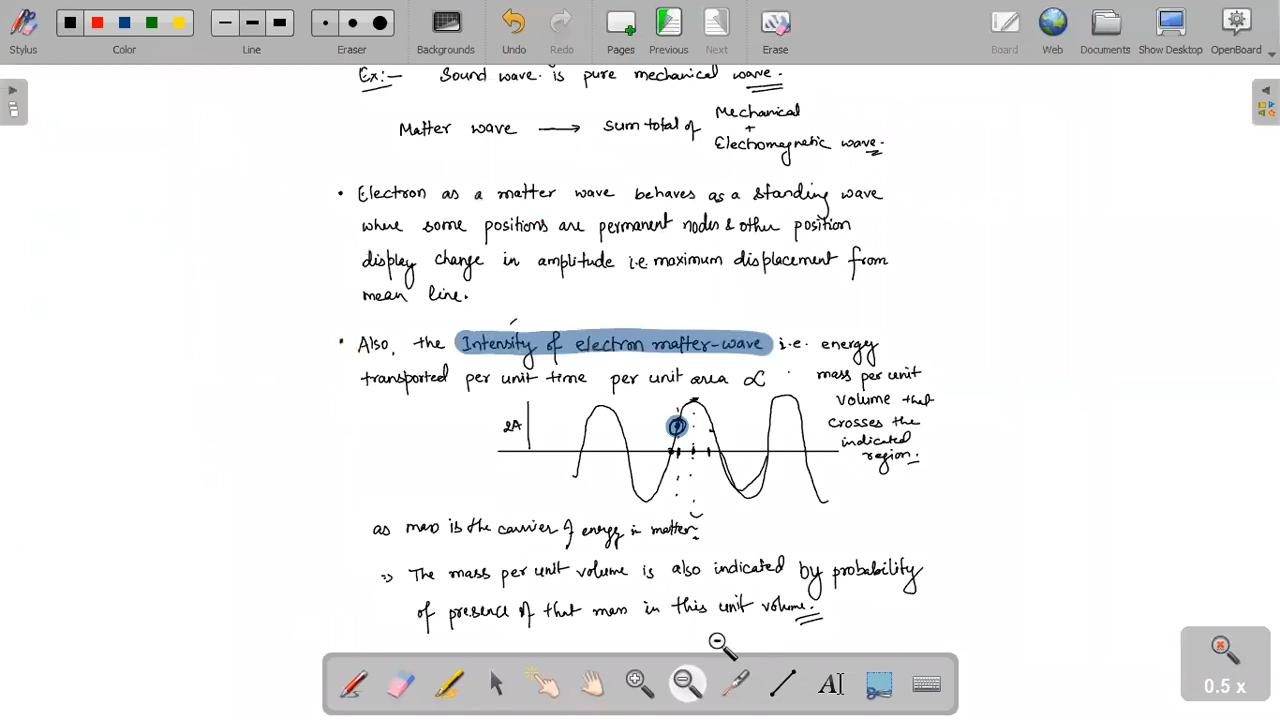 Stylus
Color
Line
Eraser
Backgrounds
Undo
Redo
Pages
Previous
Next
Erase
Board
Web
Documents
Show Desktop
OpenBoard
Ex:- Sound wave is pure mechanical wave.
Matter wave → sum total of Mechanical
+
Electromagnetic wave.
• Electron as a matter wave behaves as a standing wave
where some positions are permanent nodes & other position
display change in amplitude i.e. maximum displacement from
mean line.
• Also, the Intensity of electron matter-wave i.e. energy
transported per unit time per unit area ∝ mass per unit
volume that
crosses the
indicated
region.
2A
as mass is the carrier of energy in matter.
⇒ The mass per unit volume is also indicated by probability
of presence of that mass in this unit volume.
0.5 x